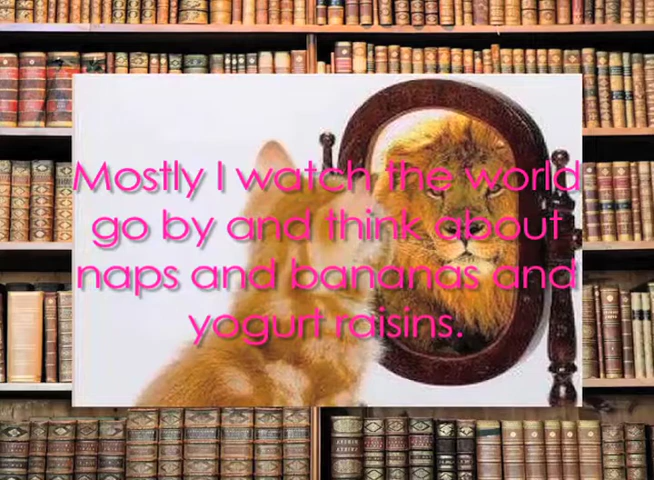 Mostly I watch the world
go by and think about
naps and bananas and
yogurt raisins.